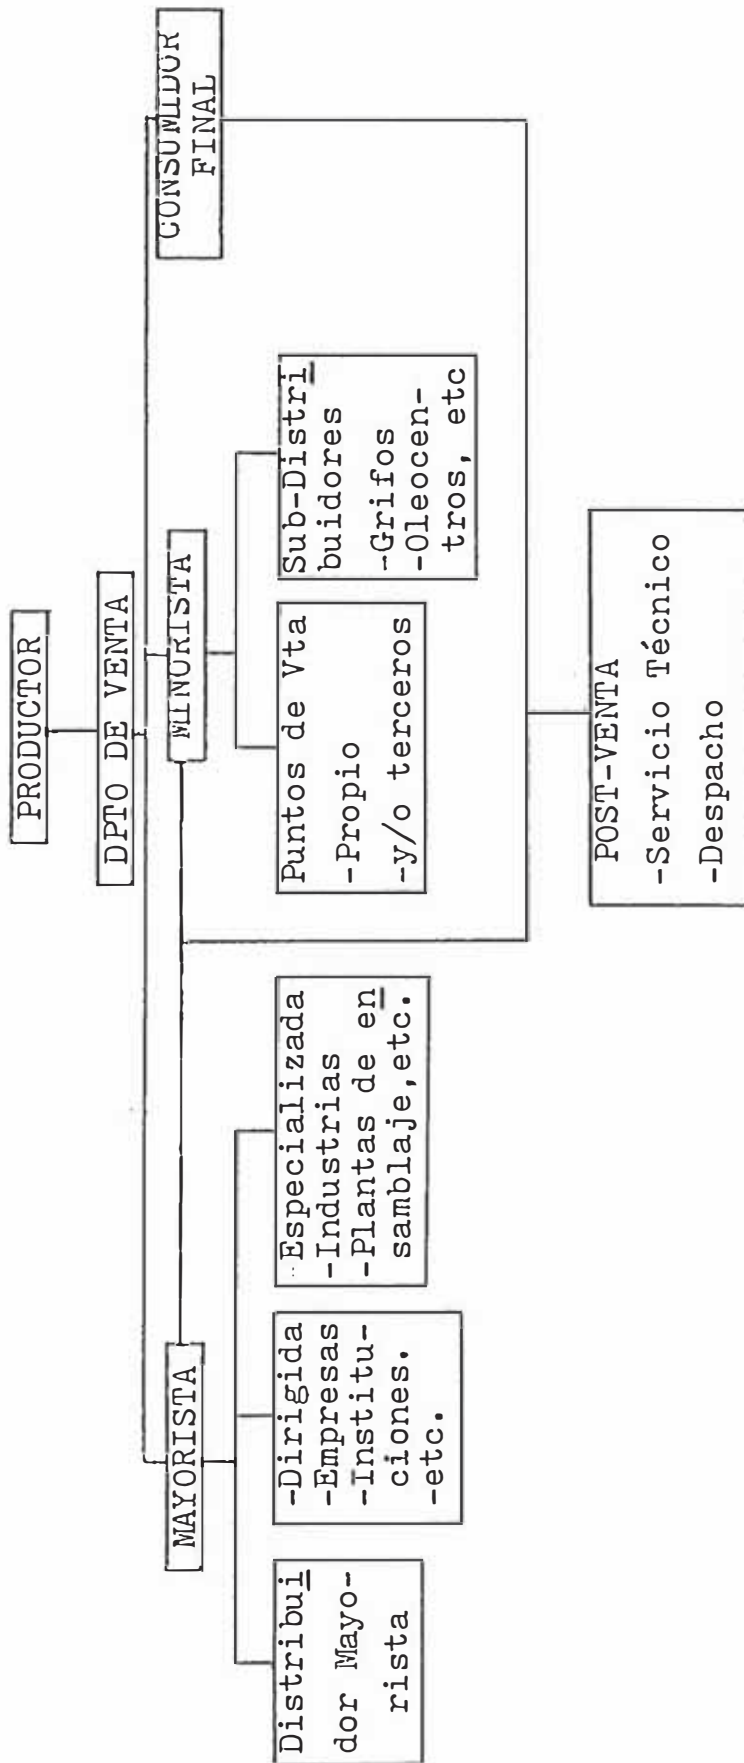 PRODUCTOR
DPTO DE VENTA
MAYORISTA
MINORISTA
CONSUMIDOR
FINAL
Distribui
dor Mayo-
rista
-Dirigida
-Empresas
-Institu-
ciones.
-etc.
-Especializada
-Industrias
-Plantas de en
samblaje,etc.
Puntos de Vta
-Propio
-y/o terceros
Sub-Distri
buidores
-Grifos
-Oleocen-
tros, etc
POST-VENTA
-Servicio Técnico
-Despacho